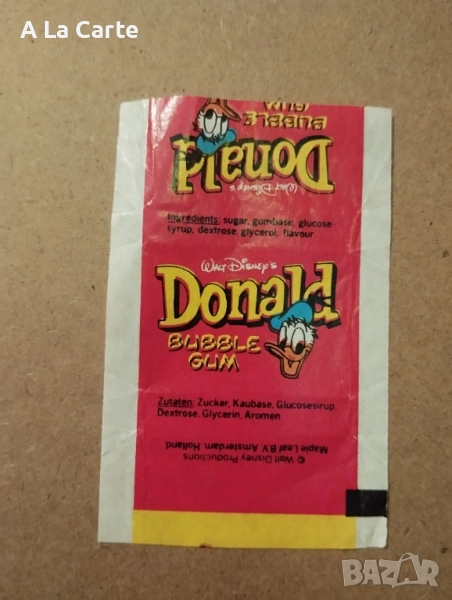 A La Carte
BUBBLE
GUM
Donald
Walt Disney's
Ingredients: sugar, gumbase, glucose
syrup, dextrose, glycerol, flavour
Walt Disney's
Donald
BUBBLE
GUM
Zutaten: Zucker, Kaubase, Glucosesirup,
Dextrose, Glycerin, Aromen
© Walt Disney Productions
Maple Leaf B.V. Amsterdam. Holland.
BAZAR